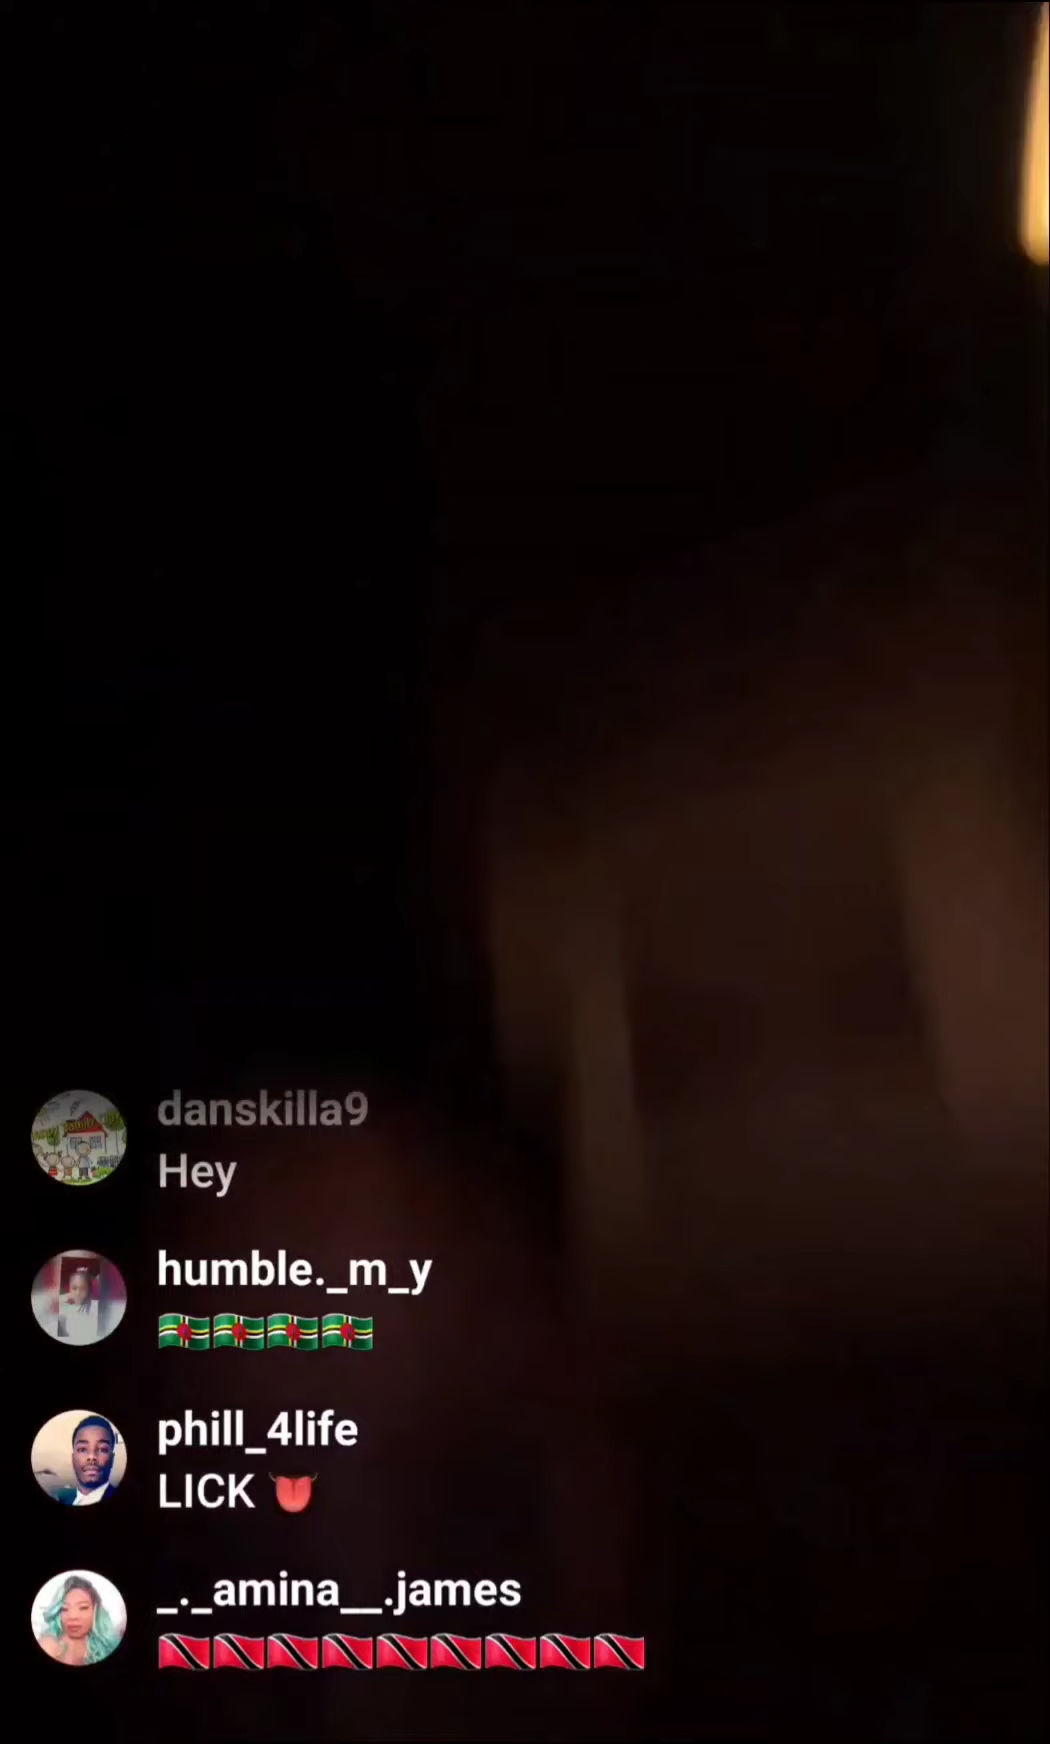 danskilla9
Hey
humble._m_y
🇩🇲🇩🇲🇩🇲🇩🇲
phill_4life
LICK 👅
_._amina__.james
🇹🇹🇹🇹🇹🇹🇹🇹🇹🇹🇹🇹🇹🇹🇹🇹🇹🇹